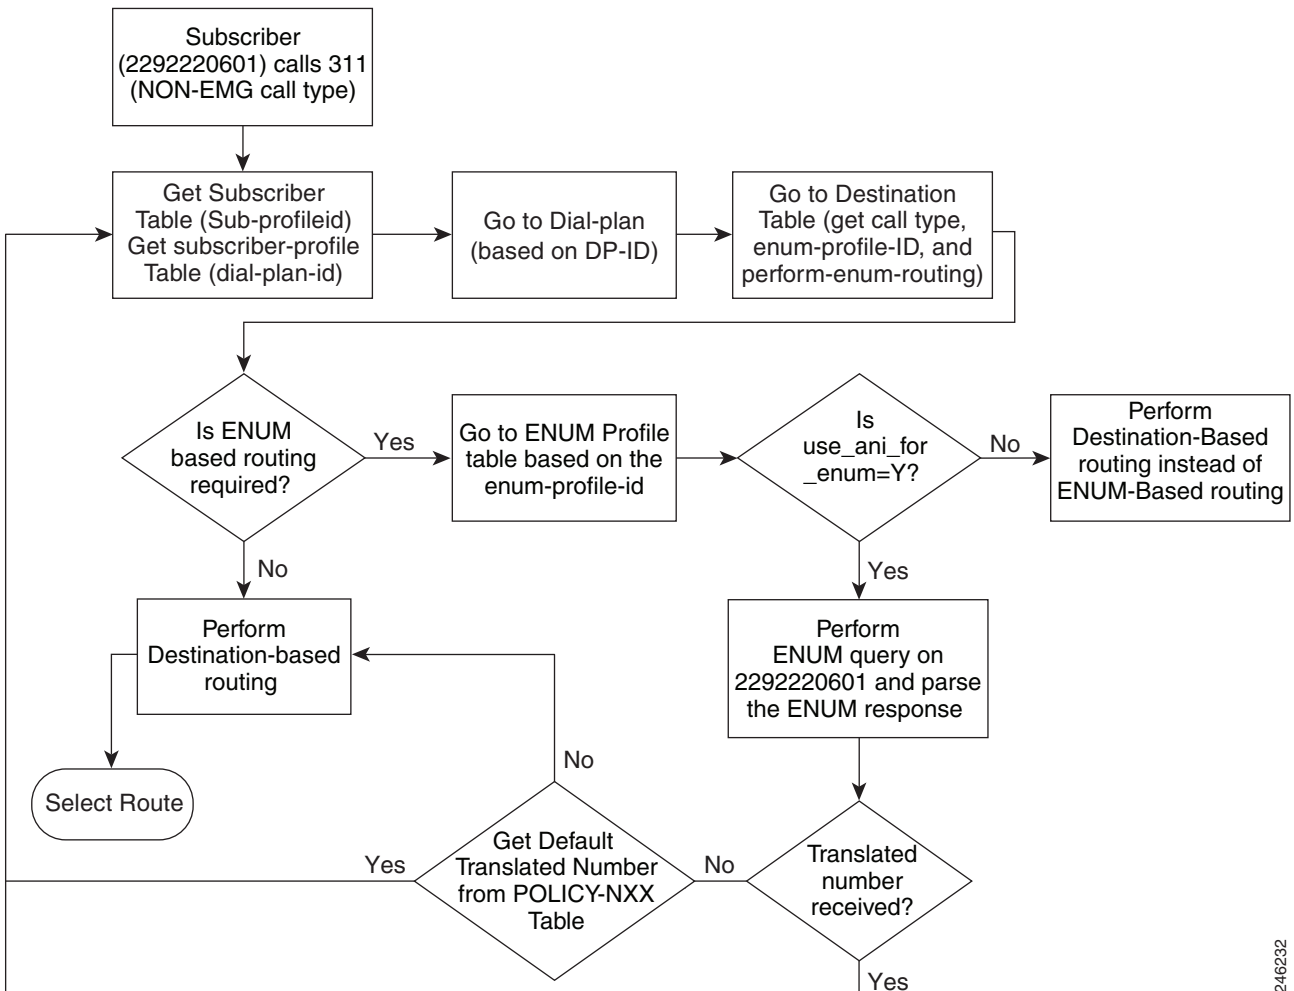 Subscriber
(2292220601) calls 311
(NON-EMG call type)
Get Subscriber
Table (Sub-profileid)
Get subscriber-profile
Table (dial-plan-id)
Go to Dial-plan
(based on DP-ID)
Go to Destination
Table (get call type,
enum-profile-ID, and
perform-enum-routing)
Is ENUM
based routing
required?
Yes
Go to ENUM Profile
table based on the
enum-profile-id
Is
use_ani_for
_enum=Y?
No
Perform
Destination-Based
routing instead of
ENUM-Based routing
No
Yes
Perform
Destination-based
routing
Perform
ENUM query on
2292220601 and parse
the ENUM response
No
Select Route
Yes
Get Default
Translated Number
from POLICY-NXX
Table
No
Translated
number
received?
Yes
246232